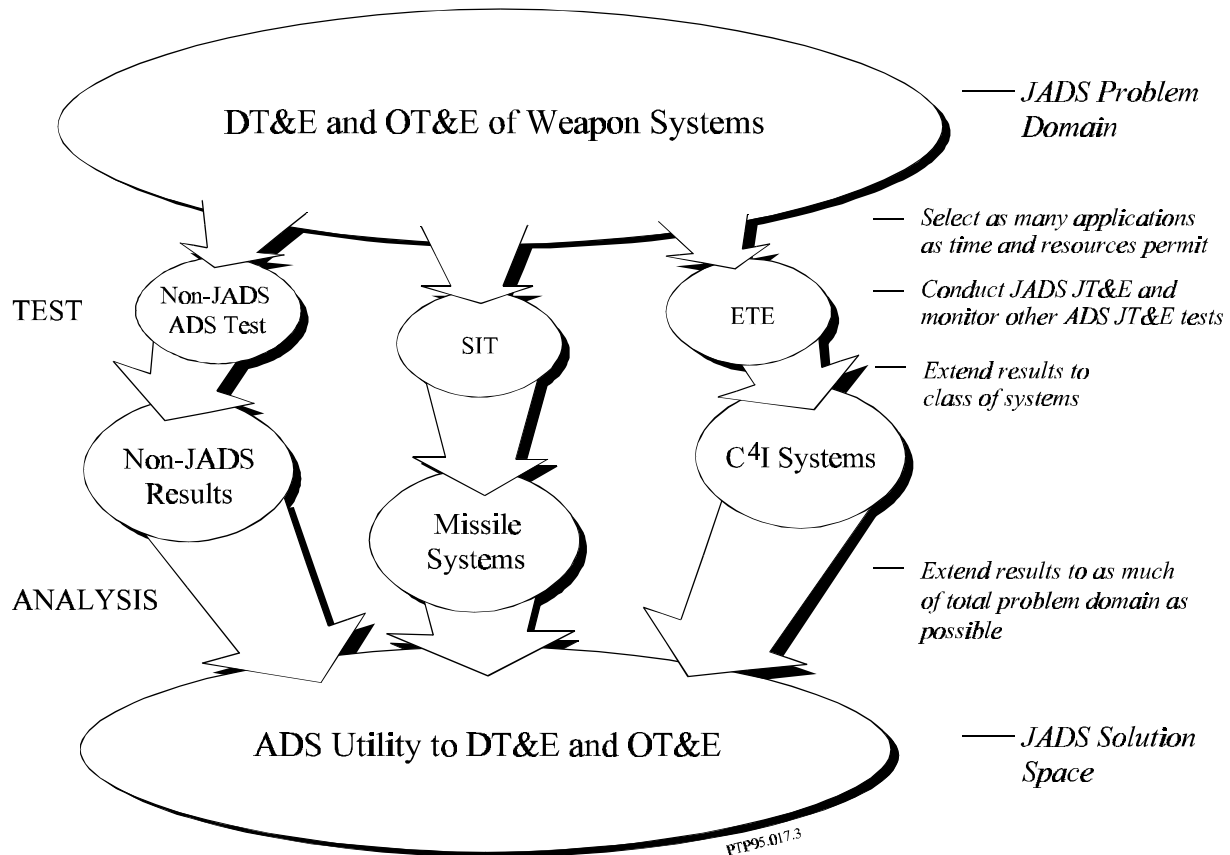 DT&E and OT&E of Weapon Systems
JADS Problem
Domain
Select as many applications
as time and resources permit
TEST
Non-JADS
ADS Test
SIT
ETE
Conduct JADS JT&E and
monitor other ADS JT&E tests
Extend results to
class of systems
Non-JADS
Results
Missile
Systems
C⁴I Systems
ANALYSIS
Extend results to as much
of total problem domain as
possible
ADS Utility to DT&E and OT&E
JADS Solution
Space
PTP95.017.3